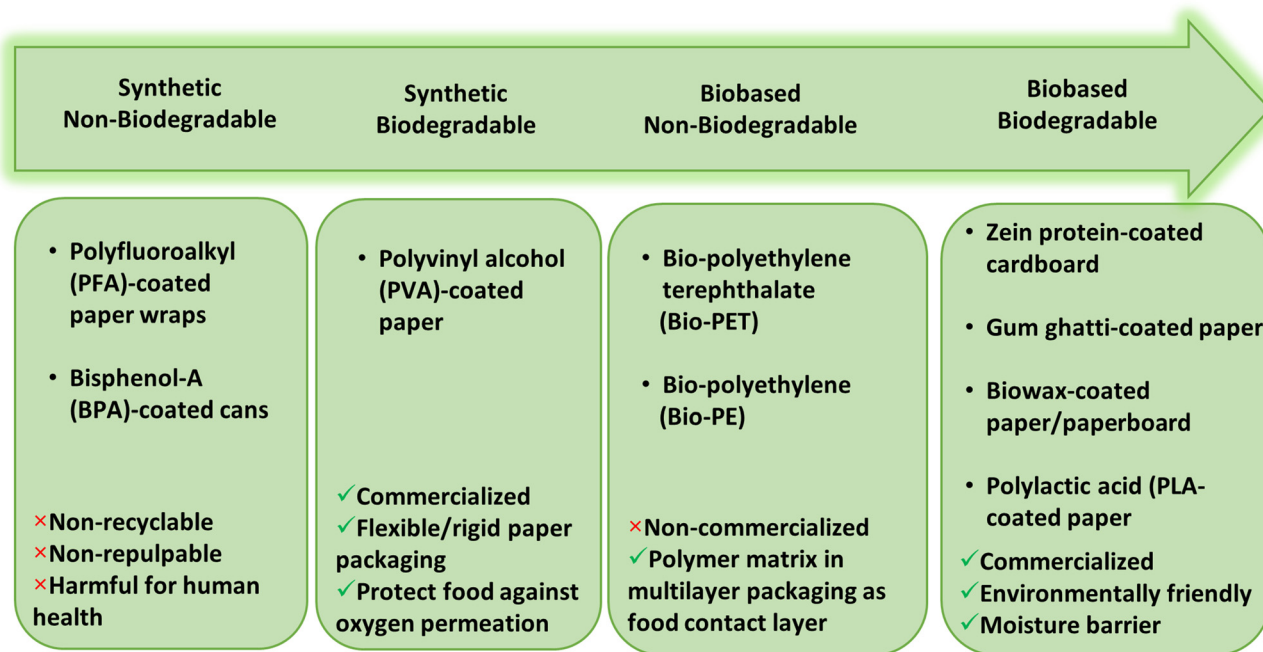 Synthetic
Non-Biodegradable
Synthetic
Biodegradable
Biobased
Non-Biodegradable
Biobased
Biodegradable
• Polyfluoroalkyl
(PFA)-coated
paper wraps
• Bisphenol-A
(BPA)-coated cans
×Non-recyclable
×Non-repulpable
×Harmful for human
health
• Polyvinyl alcohol
(PVA)-coated
paper
✓Commercialized
✓Flexible/rigid paper
packaging
✓Protect food against
oxygen permeation
• Bio-polyethylene
terephthalate
(Bio-PET)
• Bio-polyethylene
(Bio-PE)
×Non-commercialized
✓Polymer matrix in
multilayer packaging as
food contact layer
• Zein protein-coated
cardboard
• Gum ghatti-coated paper
• Biowax-coated
paper/paperboard
• Polylactic acid (PLA-
coated paper
✓Commercialized
✓Environmentally friendly
✓Moisture barrier